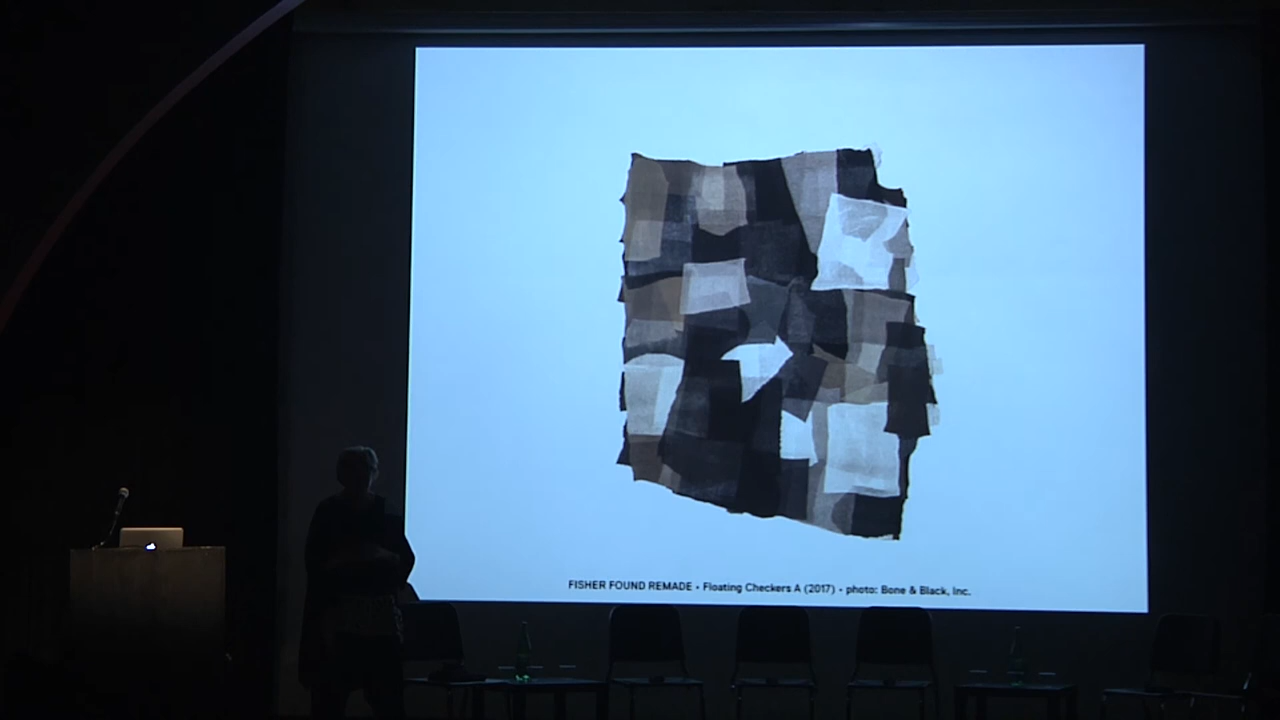 FISHER FOUND REMADE • Floating Checkers A (2017) • photo: Bone & Black, Inc.